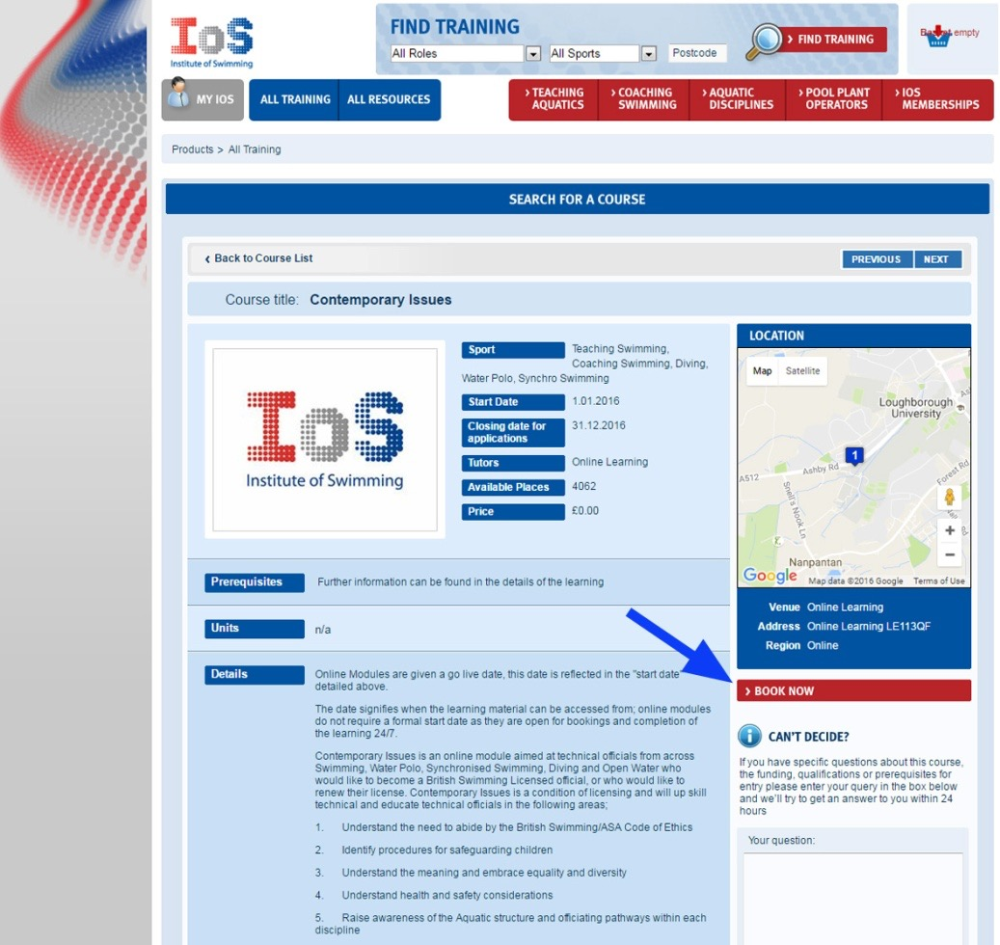 IoS
Institute of Swimming
FIND TRAINING
All Roles
All Sports
Postcode
› FIND TRAINING
Basket empty
MY IOS
ALL TRAINING
ALL RESOURCES
› TEACHING
AQUATICS
› COACHING
SWIMMING
› AQUATIC
DISCIPLINES
› POOL PLANT
OPERATORS
› IOS
MEMBERSHIPS
Products > All Training
SEARCH FOR A COURSE
‹ Back to Course List
PREVIOUS
NEXT
Course title: Contemporary Issues
IoS
Institute of Swimming
Sport Teaching Swimming,
Coaching Swimming, Diving,
Water Polo, Synchro Swimming
Start Date 1.01.2016
Closing date for 31.12.2016
applications
Tutors Online Learning
Available Places 4062
Price £0.00
Prerequisites Further information can be found in the details of the learning
Units n/a
Details Online Modules are given a go live date, this date is reflected in the "start date"
detailed above.
The date signifies when the learning material can be accessed from; online modules
do not require a formal start date as they are open for bookings and completion of
the learning 24/7.
Contemporary Issues is an online module aimed at technical officials from across
Swimming, Water Polo, Synchronised Swimming, Diving and Open Water who
would like to become a British Swimming Licensed official, or who would like to
renew their license. Contemporary Issues is a condition of licensing and will up skill
technical and educate technical officials in the following areas;
1. Understand the need to abide by the British Swimming/ASA Code of Ethics
2. Identify procedures for safeguarding children
3. Understand the meaning and embrace equality and diversity
4. Understand health and safety considerations
5. Raise awareness of the Aquatic structure and officiating pathways within each
discipline
LOCATION
Map Satellite
Loughborough
University
1
Ashby Rd
A512
Snell's Nook Ln
Forest Rd
Nanpantan
+
−
Google Map data ©2016 Google Terms of Use
Venue Online Learning
Address Online Learning LE113QF
Region Online
› BOOK NOW
i CAN'T DECIDE?
If you have specific questions about this course,
the funding, qualifications or prerequisites for
entry please enter your query in the box below
and we'll try to get an answer to you within 24
hours
Your question: